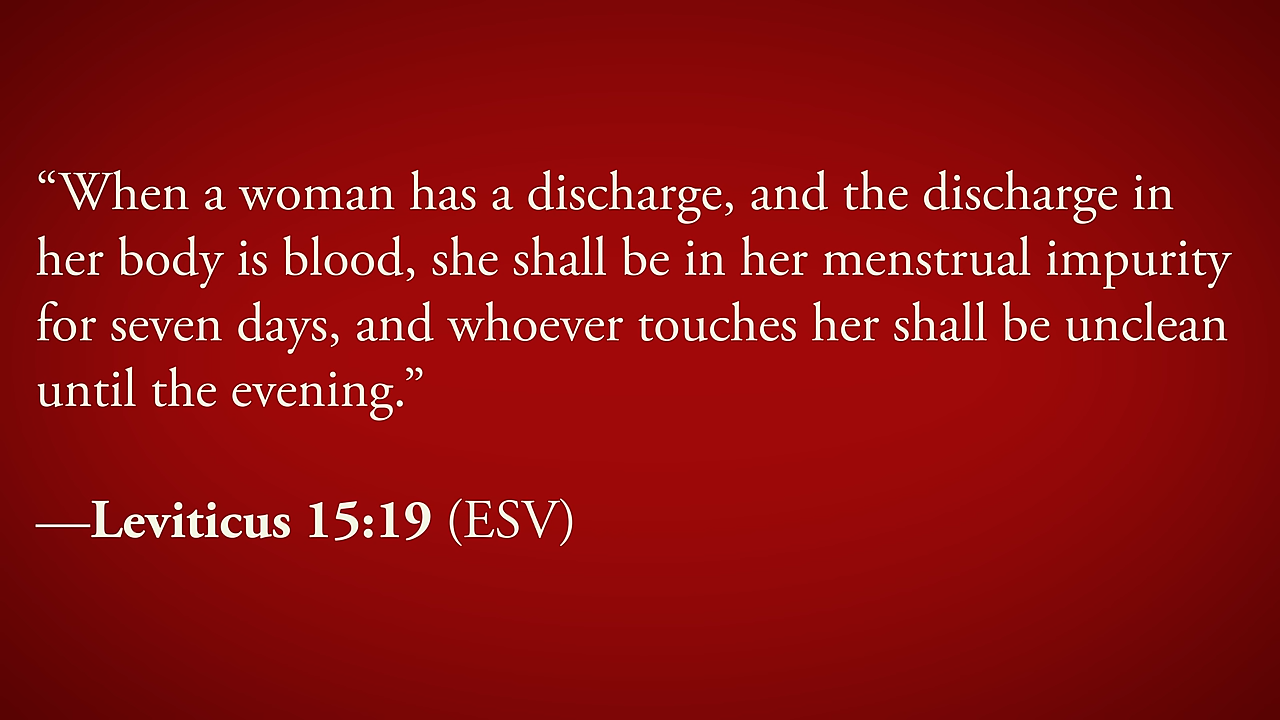 “When a woman has a discharge, and the discharge in
her body is blood, she shall be in her menstrual impurity
for seven days, and whoever touches her shall be unclean
until the evening.”
—Leviticus 15:19 (ESV)